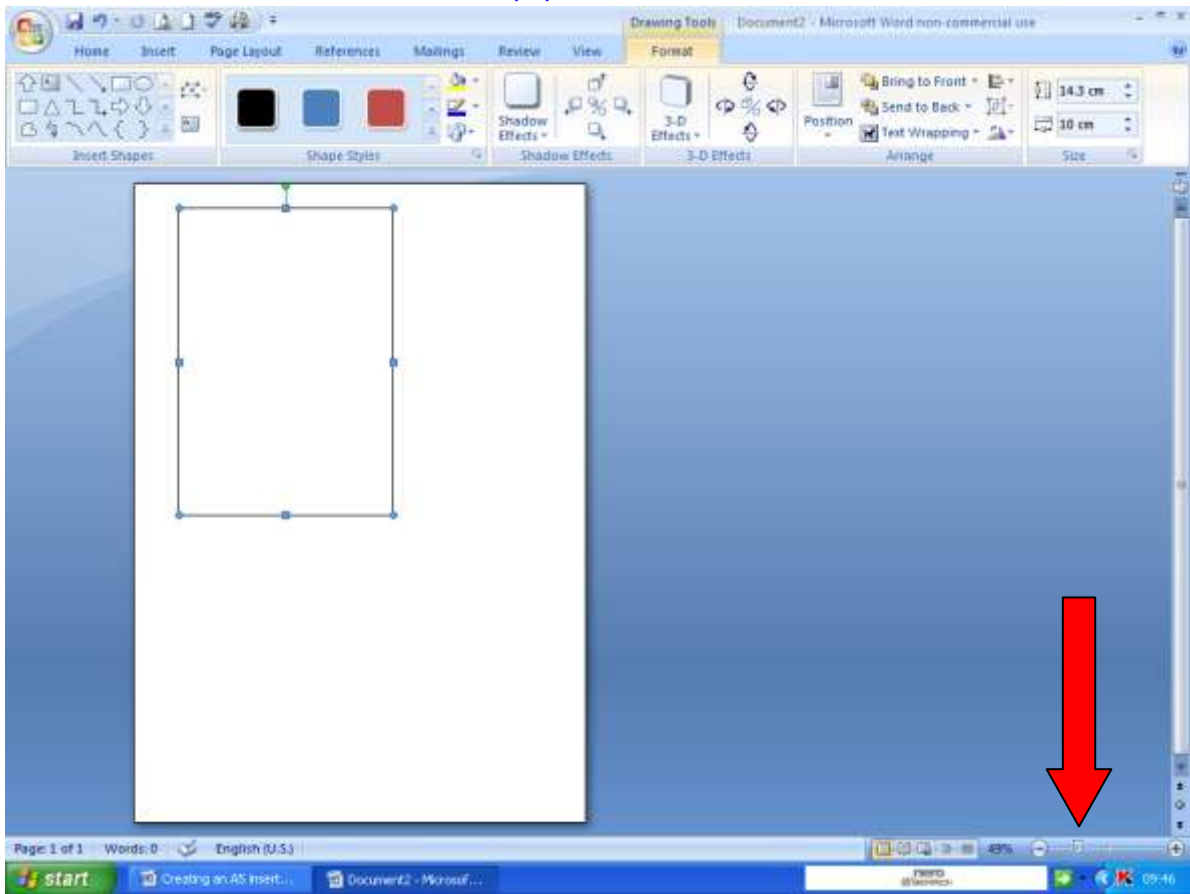 Drawing Tools Document2 - Microsoft Word non-commercial use
Home Insert Page Layout References Mailings Review View Format
Bring to Front 14.3 cm
Send to Back
Shadow Effects 3-D Effects Position
Text Wrapping 10 cm
Insert Shapes Shape Styles Shadow Effects 3-D Effects Arrange Size
Page: 1 of 1 Words: 0 English (U.S.) 49%
start Creating an AS Insert... Document2 - Microsof... nero 09:46